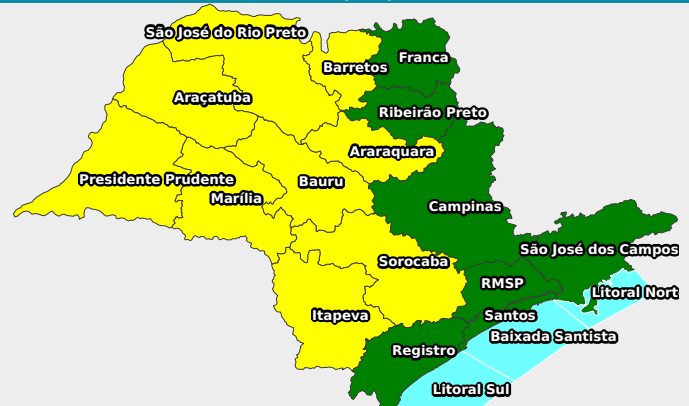 São José do Rio Preto
Franca
Barretos
Araçatuba
Ribeirão Preto
Araraquara
Presidente Prudente
Bauru
Marília
Campinas
São José dos Campos
Sorocaba
RMSP
Litoral Nort
Itapeva
Santos
Baixada Santista
Registro
Litoral Sul